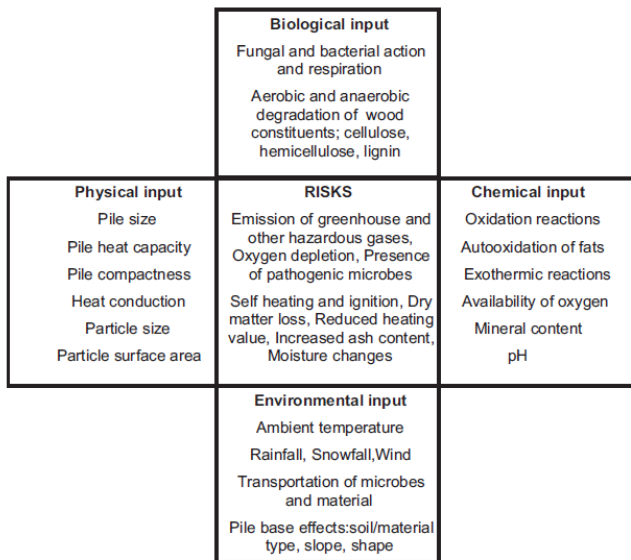 Biological input
Fungal and bacterial action
and respiration
Aerobic and anaerobic
degradation of wood
constituents; cellulose,
hemicellulose, lignin
Physical input
Pile size
Pile heat capacity
Pile compactness
Heat conduction
Particle size
Particle surface area
RISKS
Emission of greenhouse and
other hazardous gases,
Oxygen depletion, Presence
of pathogenic microbes
Self heating and ignition, Dry
matter loss, Reduced heating
value, Increased ash content,
Moisture changes
Chemical input
Oxidation reactions
Autooxidation of fats
Exothermic reactions
Availability of oxygen
Mineral content
pH
Environmental input
Ambient temperature
Rainfall, Snowfall,Wind
Transportation of microbes
and material
Pile base effects:soil/material
type, slope, shape